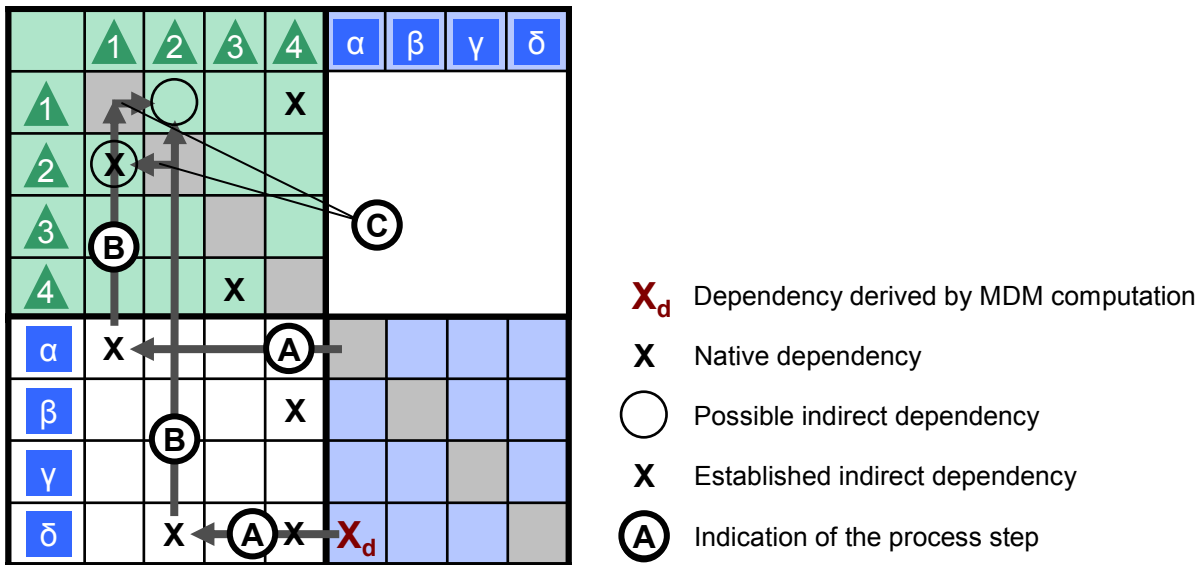 1 2 3 4 α β γ δ
1 X
2 X
3 B C
4 X
α X A
β X
γ B
δ X A X Xd
Xd Dependency derived by MDM computation
X Native dependency
Possible indirect dependency
X Established indirect dependency
A Indication of the process step